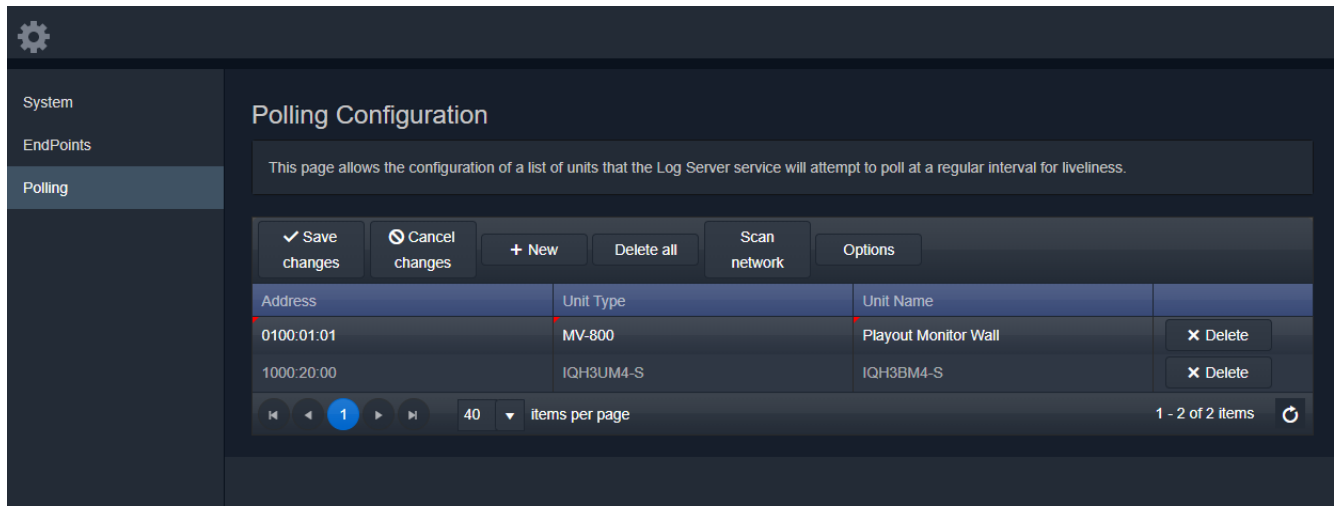 System
EndPoints
Polling
Polling Configuration
This page allows the configuration of a list of units that the Log Server service will attempt to poll at a regular interval for liveliness.
Save changes
Cancel changes
New
Delete all
Scan network
Options
Address Unit Type Unit Name
0100:01:01 MV-800 Playout Monitor Wall Delete
1000:20:00 IQH3UM4-S IQH3BM4-S Delete
1 40 items per page 1 - 2 of 2 items